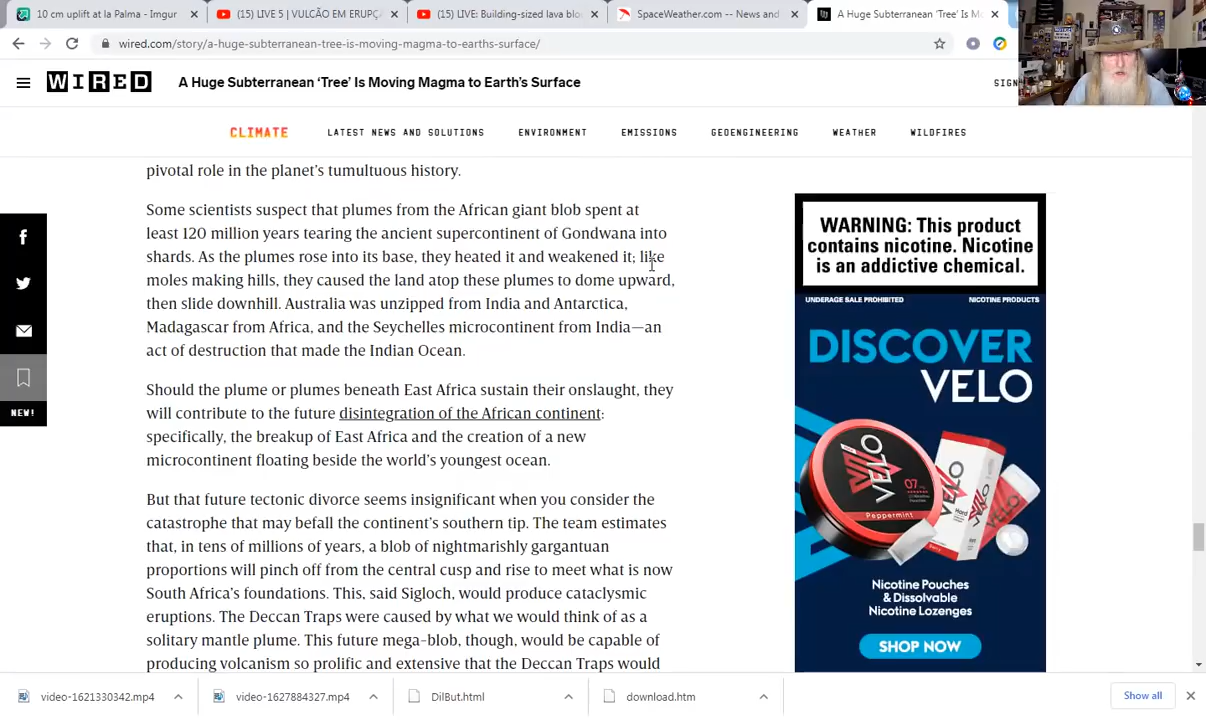 10 cm uplift at la Palma - Imgur
(15) LIVE 5 | VULCÃO EM ERUPÇ
(15) LIVE: Building-sized lava blo
SpaceWeather.com -- News and
A Huge Subterranean 'Tree' Is M
wired.com/story/a-huge-subterranean-tree-is-moving-magma-to-earths-surface/
WIRED
A Huge Subterranean ‘Tree’ Is Moving Magma to Earth's Surface
SIGN
CLIMATE
LATEST NEWS AND SOLUTIONS
ENVIRONMENT
EMISSIONS
GEOENGINEERING
WEATHER
WILDFIRES
pivotal role in the planet's tumultuous history.
Some scientists suspect that plumes from the African giant blob spent at
least 120 million years tearing the ancient supercontinent of Gondwana into
shards. As the plumes rose into its base, they heated it and weakened it; like
moles making hills, they caused the land atop these plumes to dome upward,
then slide downhill. Australia was unzipped from India and Antarctica,
Madagascar from Africa, and the Seychelles microcontinent from India—an
act of destruction that made the Indian Ocean.
Should the plume or plumes beneath East Africa sustain their onslaught, they
will contribute to the future disintegration of the African continent:
specifically, the breakup of East Africa and the creation of a new
microcontinent floating beside the world's youngest ocean.
But that future tectonic divorce seems insignificant when you consider the
catastrophe that may befall the continent's southern tip. The team estimates
that, in tens of millions of years, a blob of nightmarishly gargantuan
proportions will pinch off from the central cusp and rise to meet what is now
South Africa's foundations. This, said Sigloch, would produce cataclysmic
eruptions. The Deccan Traps were caused by what we would think of as a
solitary mantle plume. This future mega-blob, though, would be capable of
producing volcanism so prolific and extensive that the Deccan Traps would
NEW!
WARNING: This product
contains nicotine. Nicotine
is an addictive chemical.
UNDERAGE SALE PROHIBITED
NICOTINE PRODUCTS
DISCOVER
VELO
VELO
07
Peppermint
VELO
Nicotine Pouches
& Dissolvable
Nicotine Lozenges
SHOP NOW
video-1621330342.mp4
video-1627884327.mp4
DilBut.html
download.htm
Show all